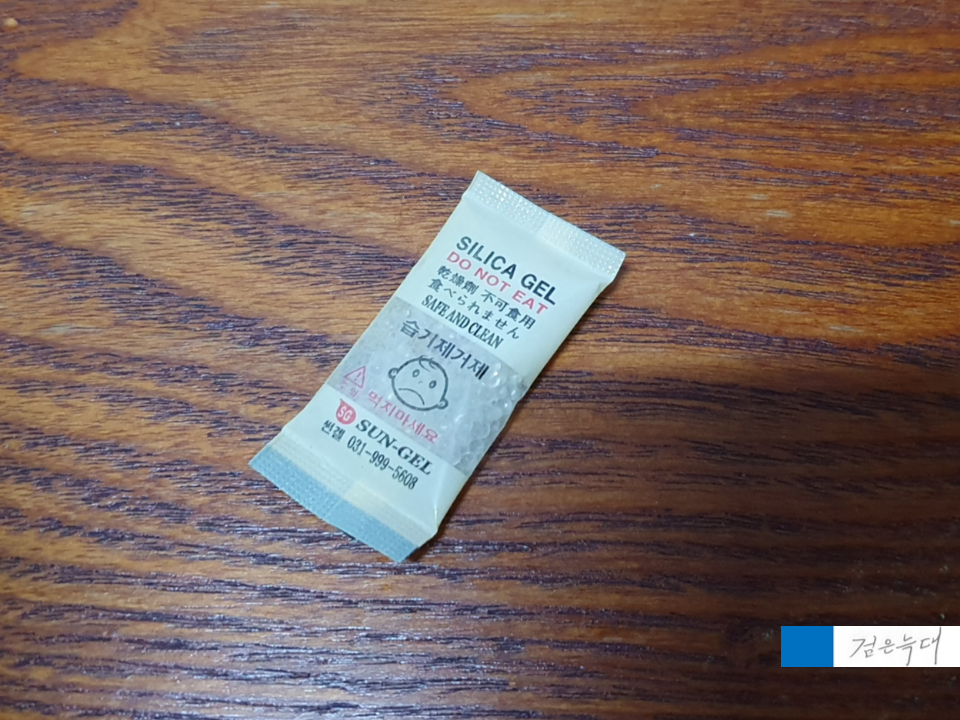 SILICA GEL
DO NOT EAT
乾燥劑 不可食用
食べられません
SAFE AND CLEAN
습기제거제
먹지마세요
SG SUN-GEL
썬겔 031-999-5608
검은늑대